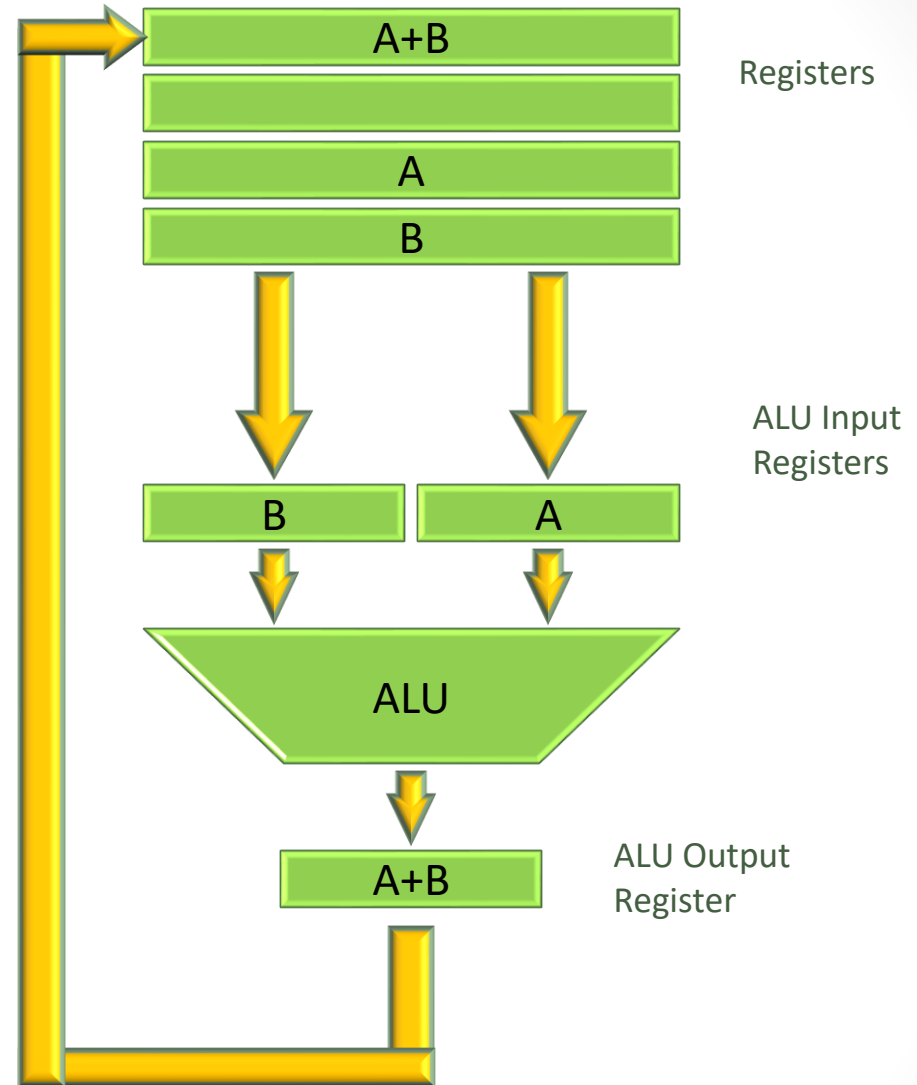 A+B
Registers
A
B
ALU Input
Registers
B
A
ALU
A+B
ALU Output
Register